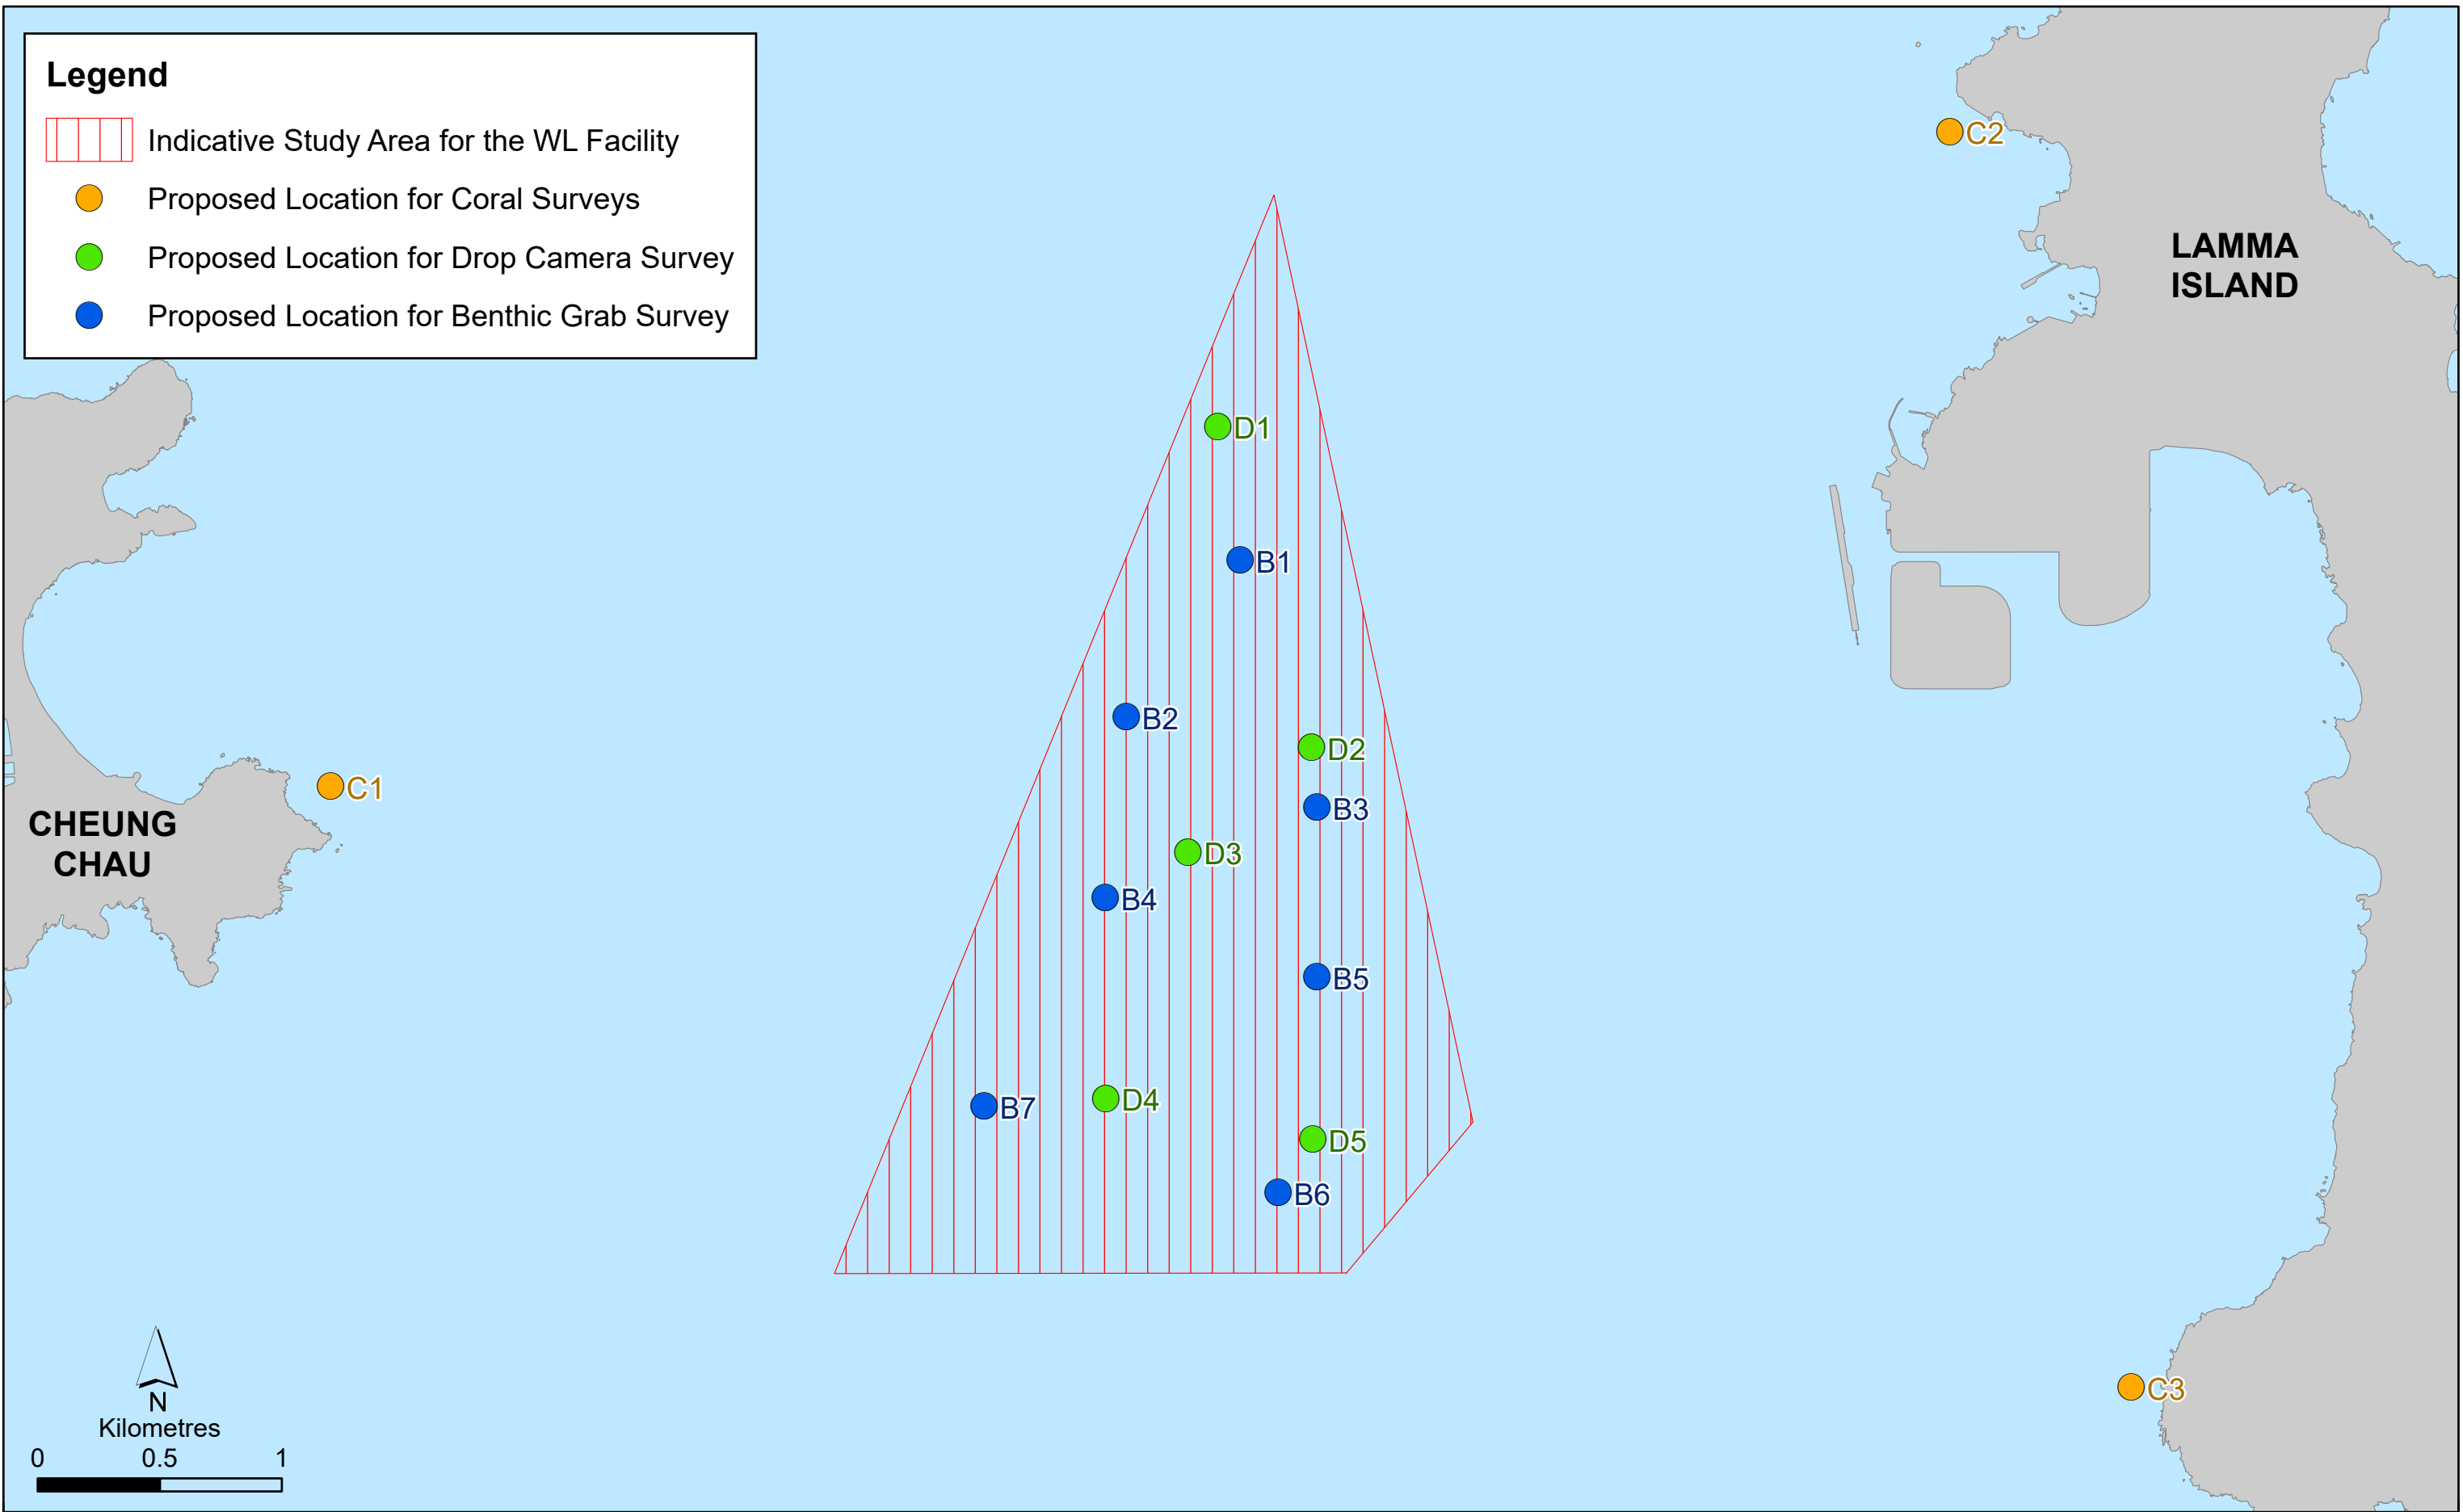 Legend
Indicative Study Area for the WL Facility
Proposed Location for Coral Surveys
Proposed Location for Drop Camera Survey
Proposed Location for Benthic Grab Survey
C2
LAMMA
ISLAND
D1
B1
B2
D2
C1
B3
CHEUNG
CHAU
D3
B4
B5
B7
D4
D5
B6
C3
N
Kilometres
0 0.5 1